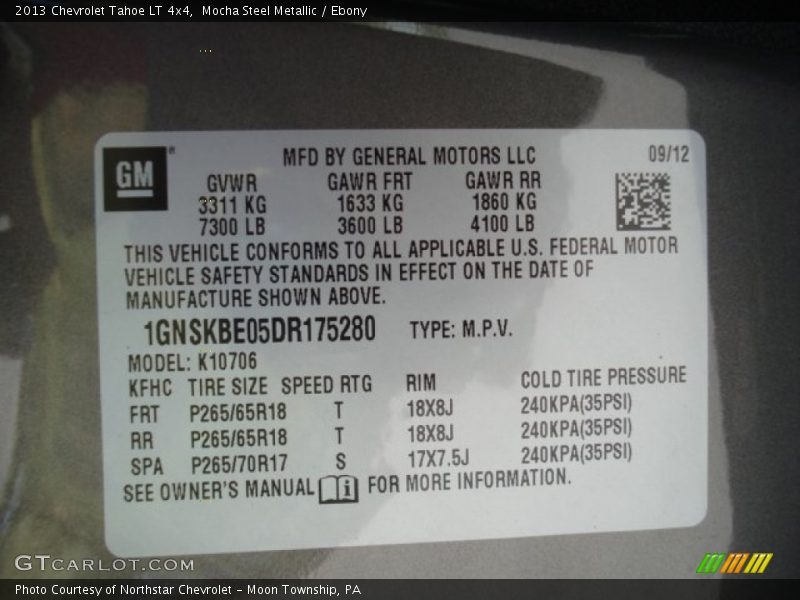 2013 Chevrolet Tahoe LT 4x4,  Mocha Steel Metallic / Ebony
GM®
MFD BY GENERAL MOTORS LLC 09/12
GVWR GAWR FRT GAWR RR
3311 KG 1633 KG 1860 KG
7300 LB 3600 LB 4100 LB
THIS VEHICLE CONFORMS TO ALL APPLICABLE U.S. FEDERAL MOTOR
VEHICLE SAFETY STANDARDS IN EFFECT ON THE DATE OF
MANUFACTURE SHOWN ABOVE.
1GNSKBE05DR175280 TYPE: M.P.V.
MODEL: K10706
KFHC TIRE SIZE SPEED RTG RIM COLD TIRE PRESSURE
FRT P265/65R18 T 18X8J 240KPA(35PSI)
RR P265/65R18 T 18X8J 240KPA(35PSI)
SPA P265/70R17 S 17X7.5J 240KPA(35PSI)
SEE OWNER'S MANUAL i FOR MORE INFORMATION.
GTCARLOT.COM
Photo Courtesy of Northstar Chevrolet - Moon Township, PA